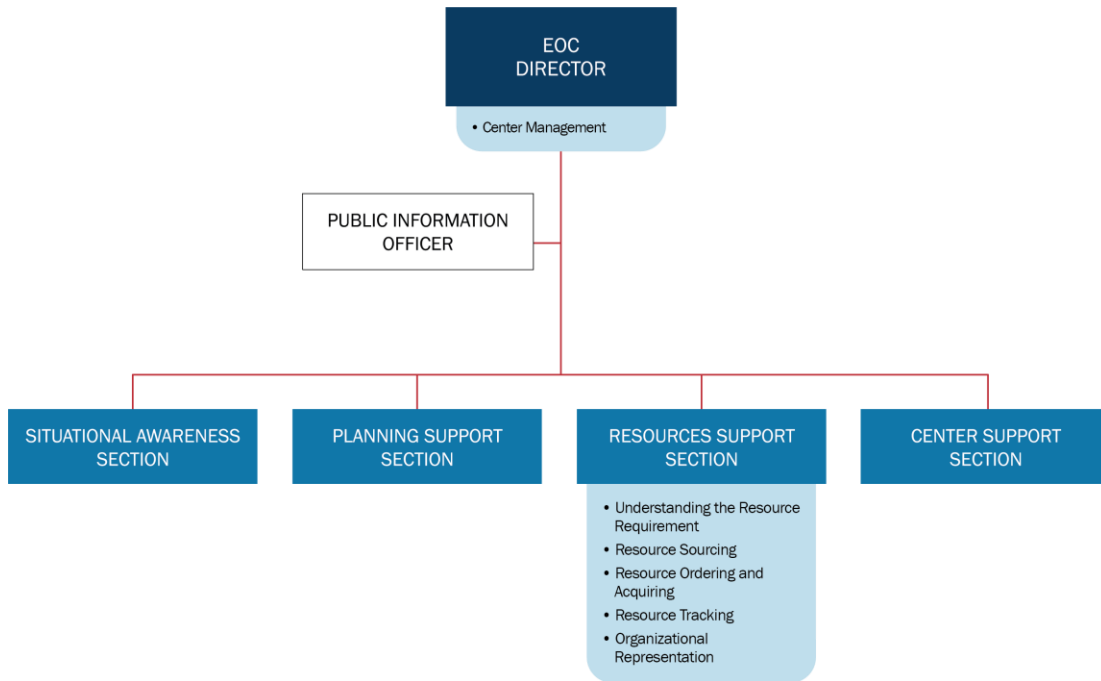 EOC
DIRECTOR
• Center Management
PUBLIC INFORMATION
OFFICER
SITUATIONAL AWARENESS
SECTION
PLANNING SUPPORT
SECTION
RESOURCES SUPPORT
SECTION
CENTER SUPPORT
SECTION
• Understanding the Resource
Requirement
• Resource Sourcing
• Resource Ordering and
Acquiring
• Resource Tracking
• Organizational
Representation